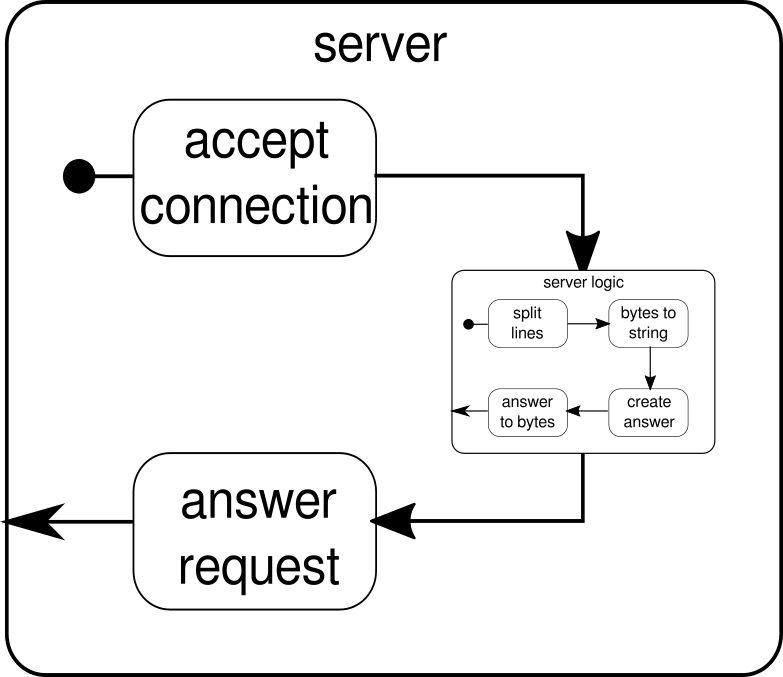 server
accept
connection
server logic
split
lines
bytes to
string
create
answer
answer
to bytes
answer
request